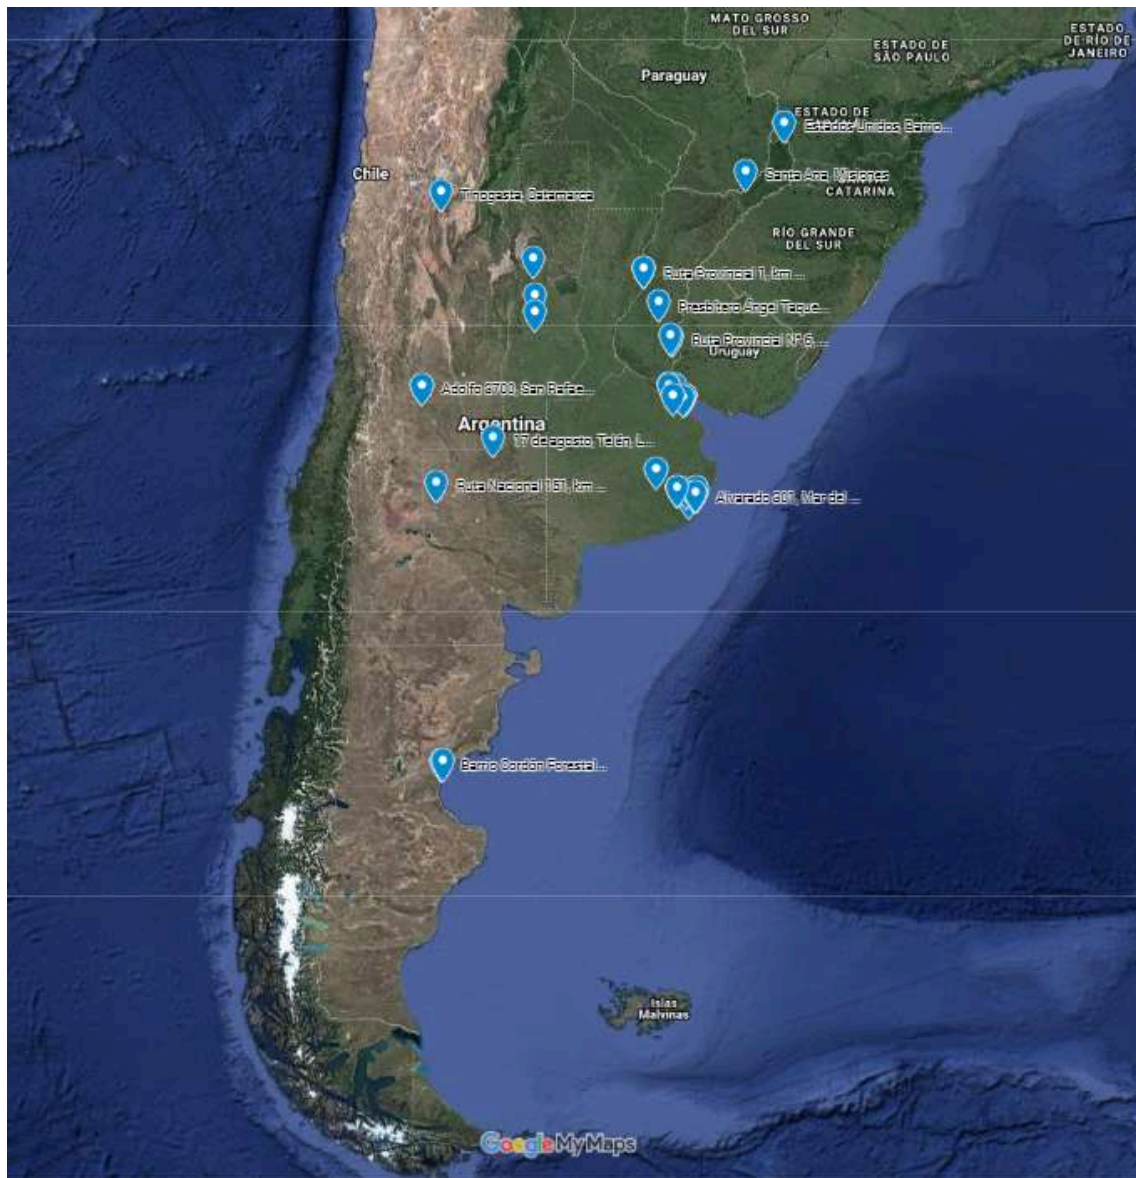 MATO GROSSO
DEL SUR
ESTADO
DE RÍO DE
JANEIRO
ESTADO DE
SÃO PAULO
Paraguay
ESTADO DE
Estados Unidos, Barrio...
Chile
Santa Ana, Misiones
CATARINA
Tinogasta, Catamarca
RÍO GRANDE
DEL SUR
Ruta Provincial 1, km ...
Presbítero Ángel Taque...
Ruta Provincial N° 6, ...
Uruguay
Adolfo 2700, San Rafae...
Argentina
17 de agosto, Telén, L...
Ruta Nacional 151, km ...
Alvarado 301, Mar del ...
Barrio Cordón Forestal...
Islas
Malvinas
Google My Maps